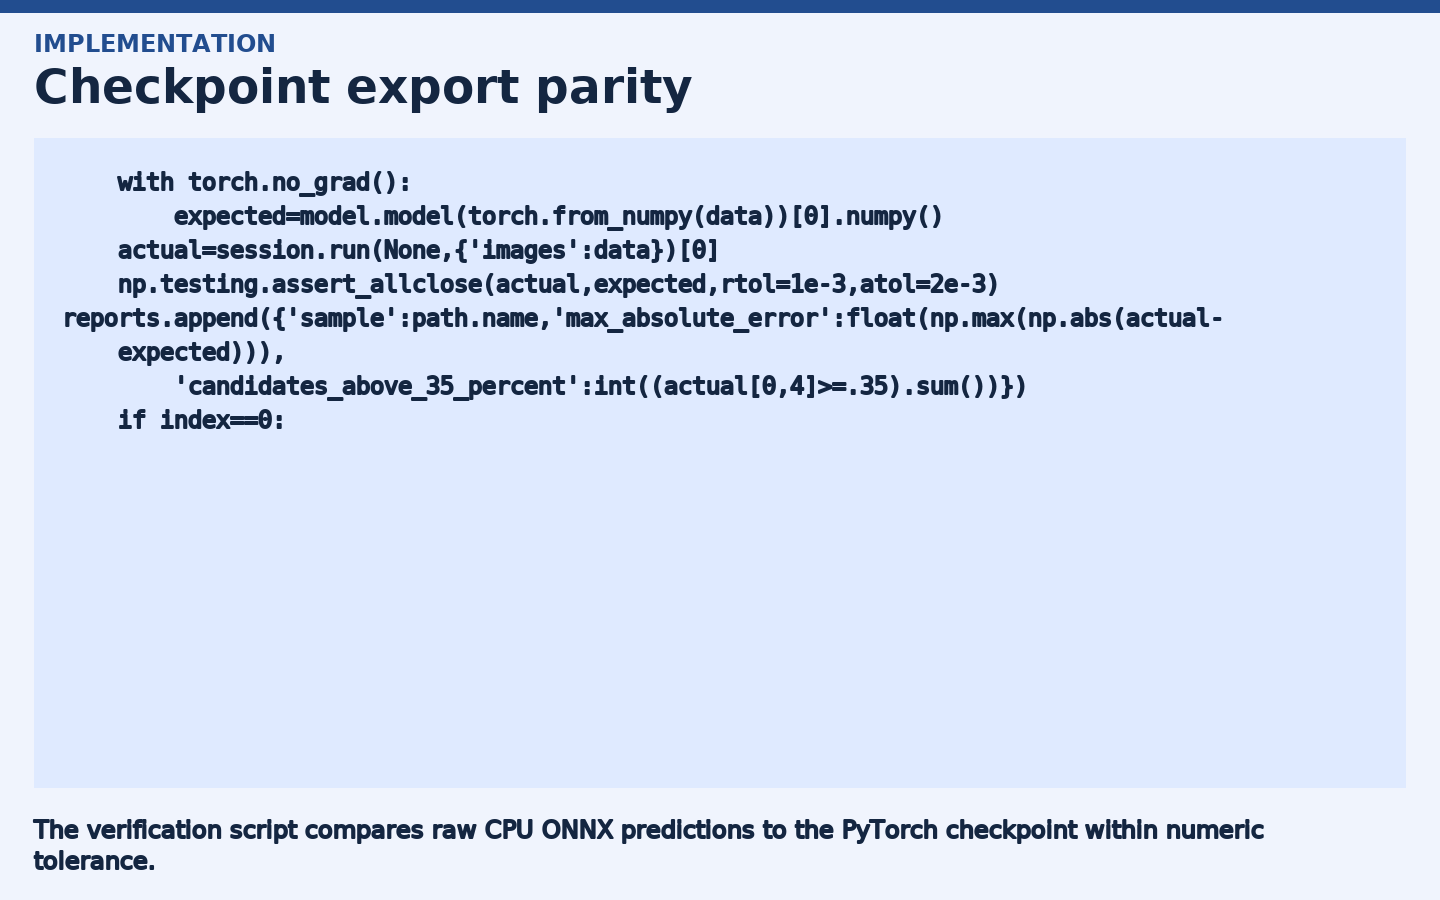 IMPLEMENTATION
Checkpoint export parity
with torch.no_grad():
expected=model.model(torch.from_numpy(data))[0].numpy()
actual=session.run(None,{'images':data})[0]
np.testing.assert_allclose(actual,expected,rtol=1e-3,atol=2e-3)
reports.append({'sample':path.name,'max_absolute_error':float(np.max(np.abs(actual-
expected))),
'candidates_above_35_percent':int((actual[0,4]>=.35).sum())})
if index==0:
The verification script compares raw CPU ONNX predictions to the PyTorch checkpoint within numeric
tolerance.